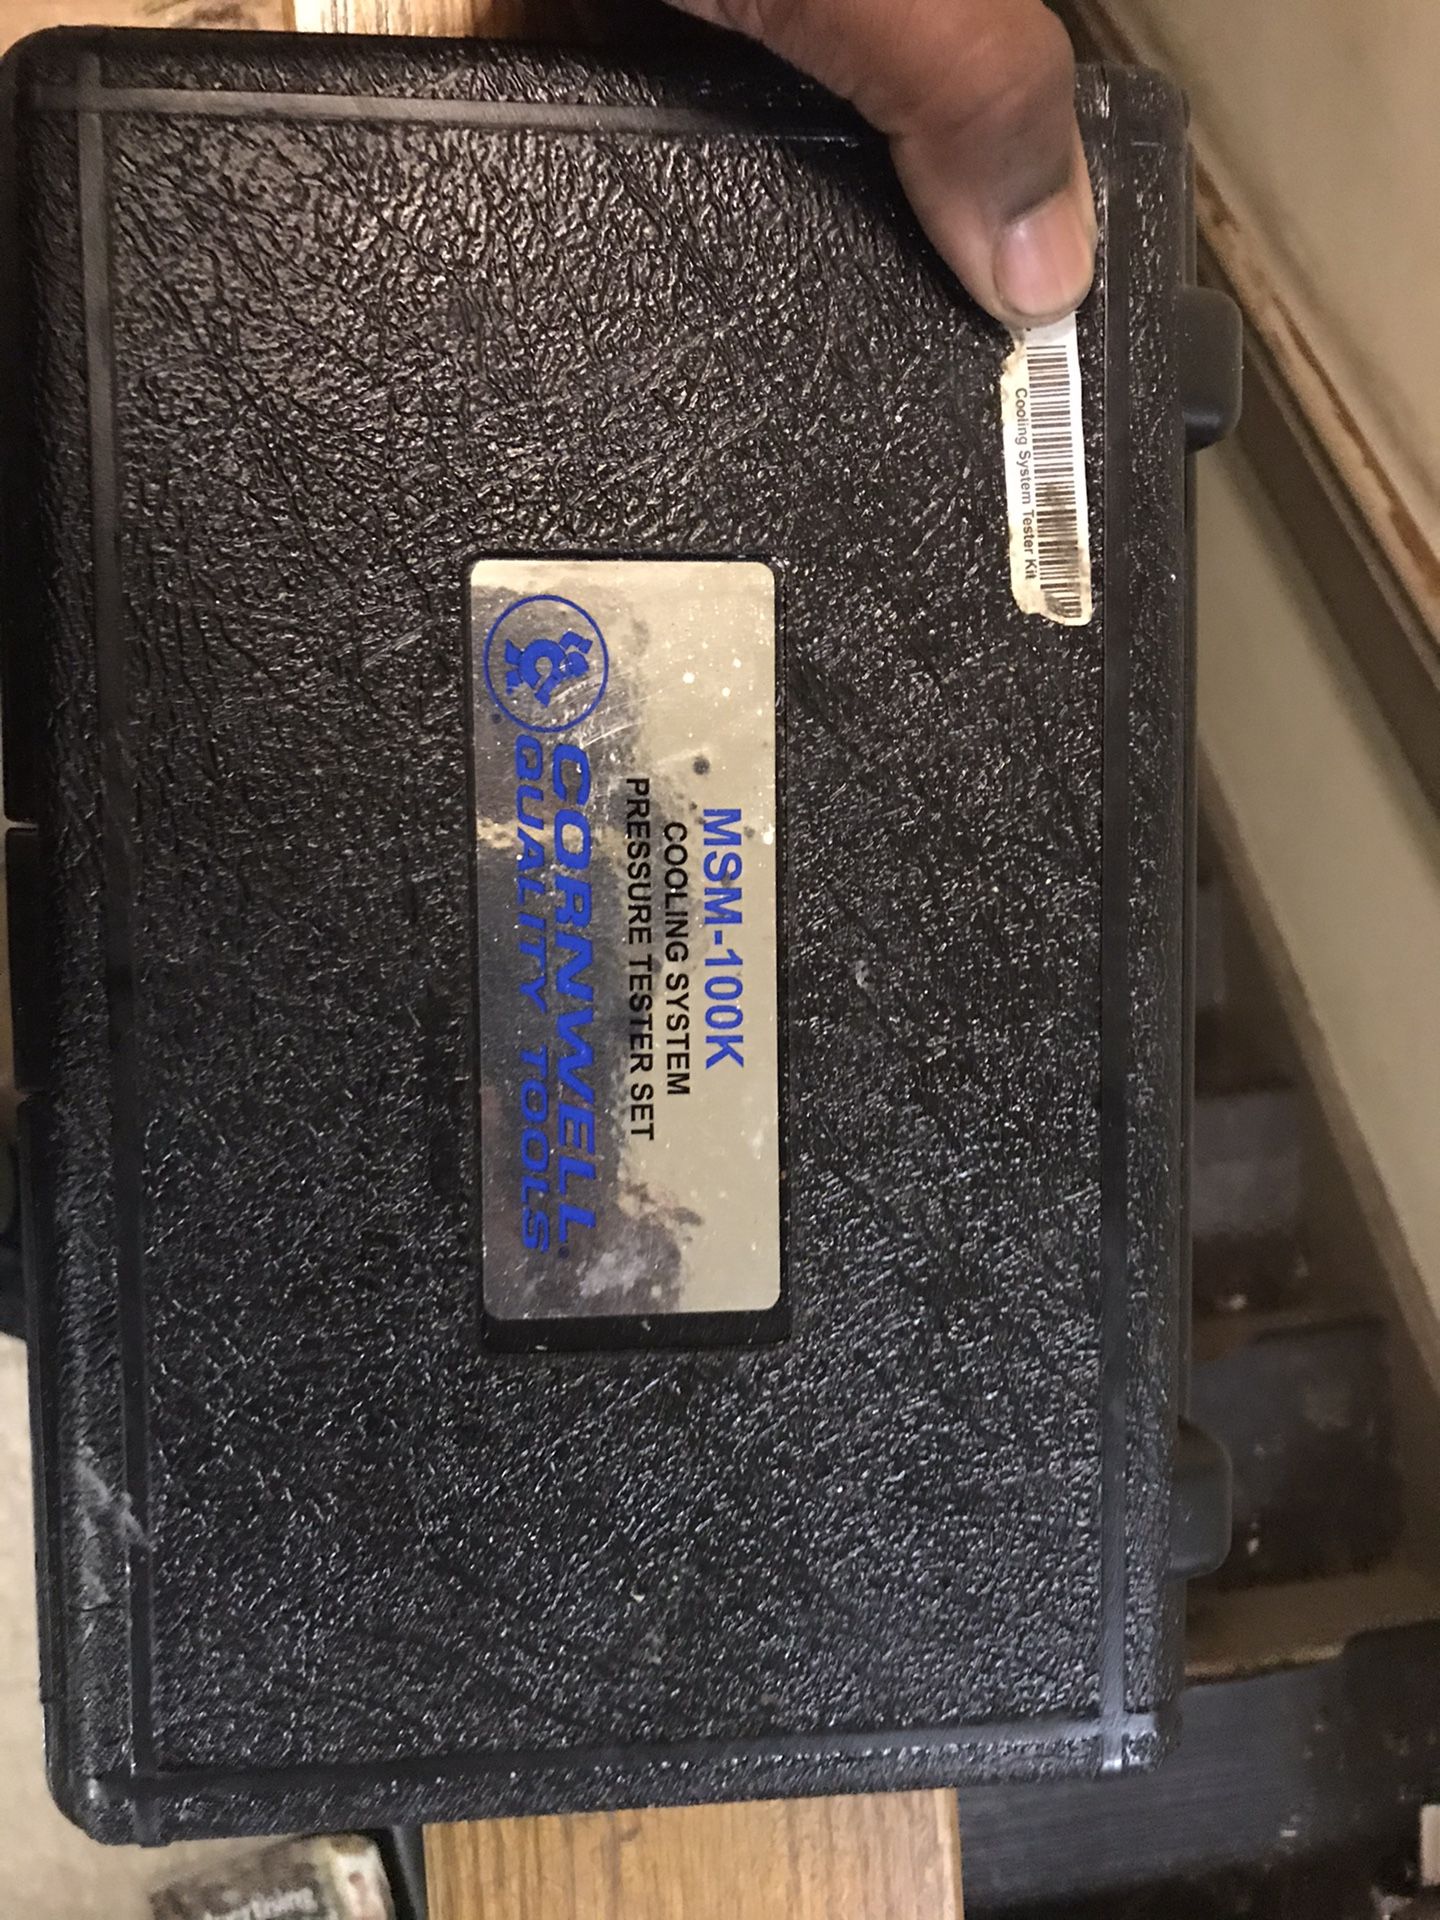 Cooling System Tester Kit
MSM-100K
COOLING SYSTEM
PRESSURE TESTER SET
CORNWELL®
QUALITY TOOLS